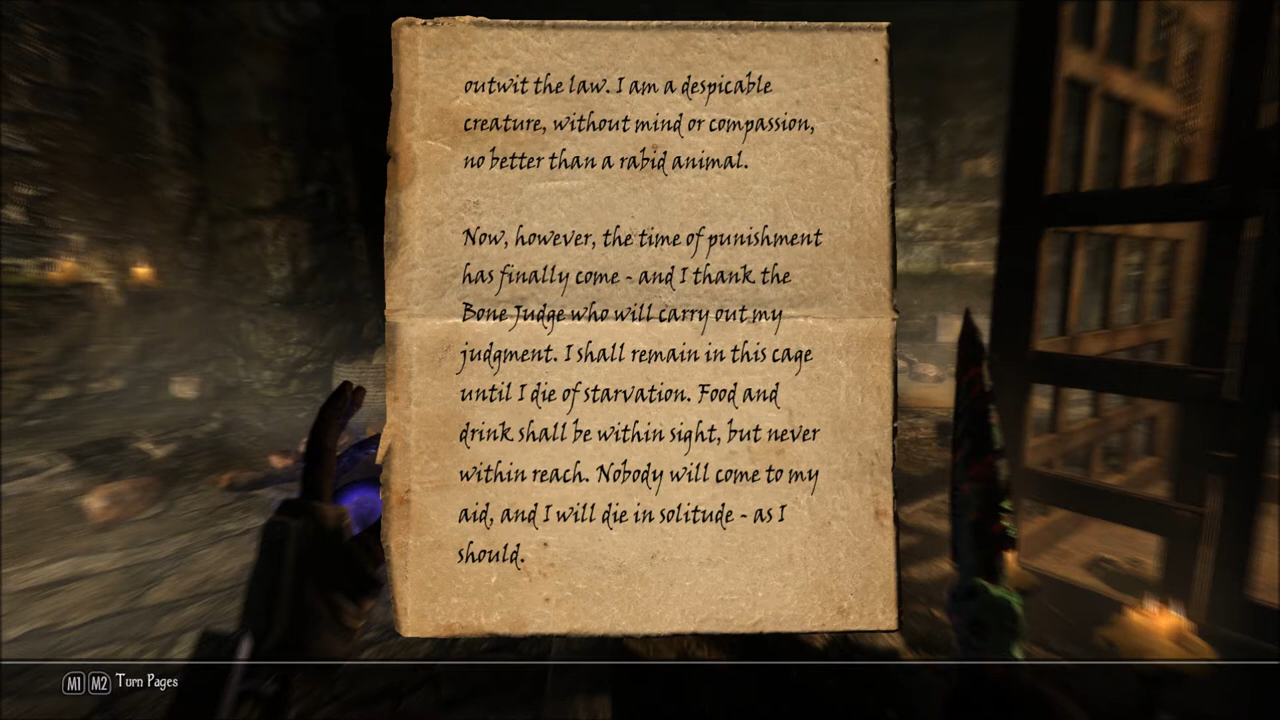 outwit the law. I am a despicable
creature, without mind or compassion,
no better than a rabid animal.
Now, however, the time of punishment
has finally come - and I thank the
Bone Judge who will carry out my
judgment. I shall remain in this cage
until I die of starvation. Food and
drink shall be within sight, but never
within reach. Nobody will come to my
aid, and I will die in solitude - as I
should.
M1 M2 Turn Pages